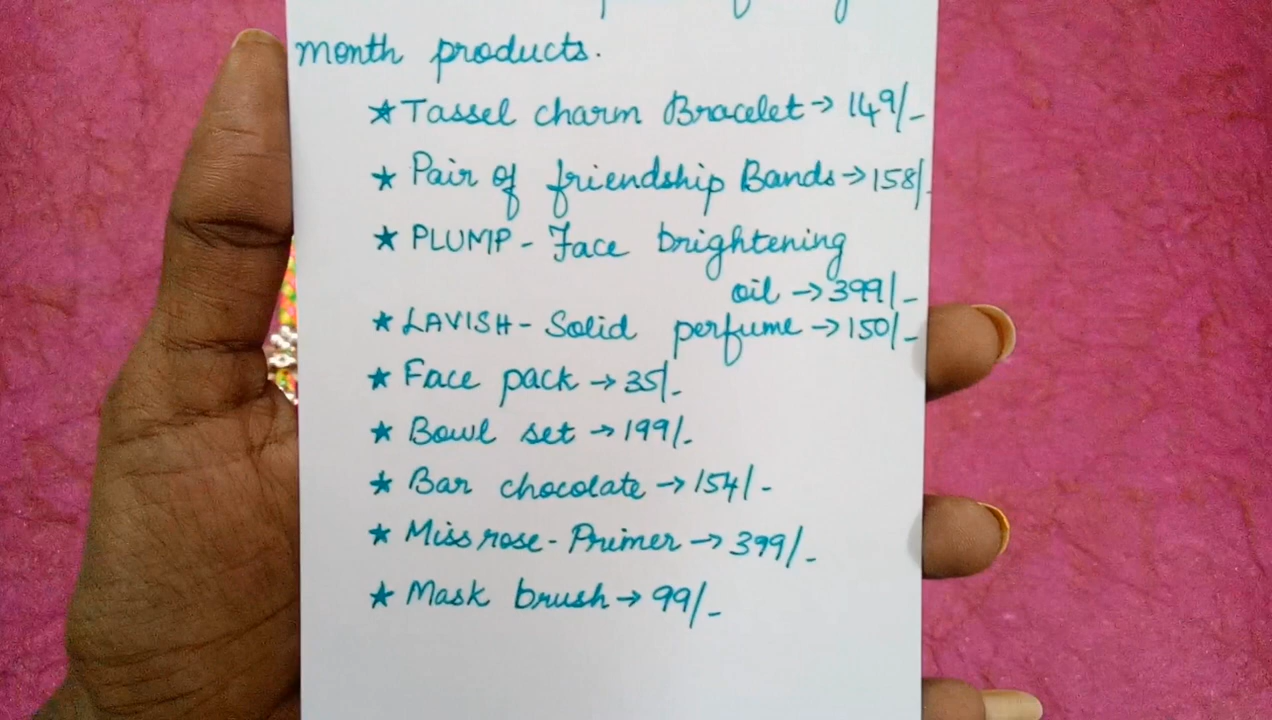 month products.
★ Tassel charm Bracelet → 149/-
★ Pair of friendship Bands → 158/-
★ PLUMP - Face brightening
oil → 399/-
★ LAVISH - Solid perfume → 150/-
★ Face pack → 35/-
★ Bowl set → 199/-
★ Bar chocolate → 154/-
★ Miss rose - Primer → 399/-
★ Mask brush → 99/-